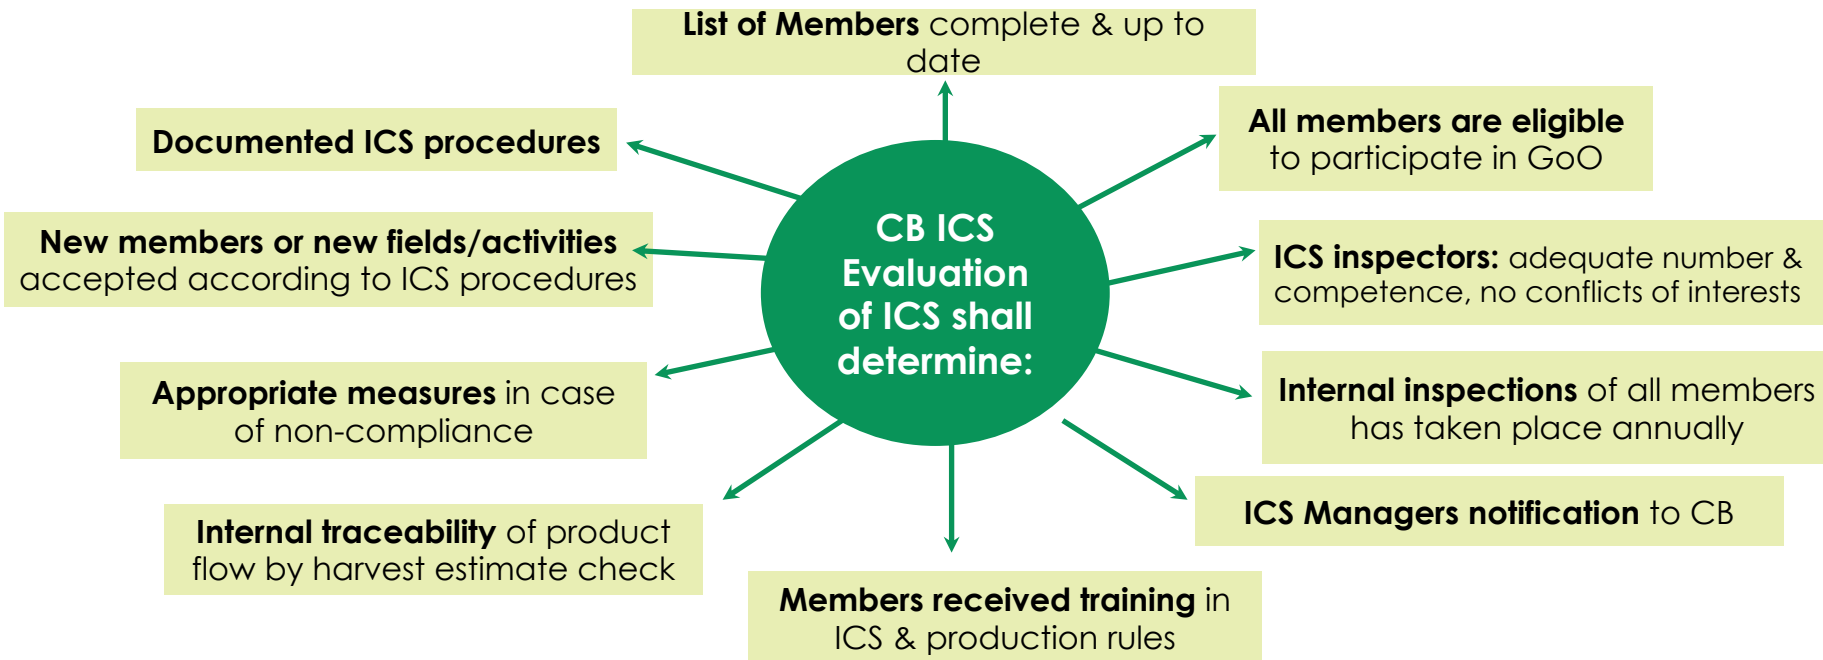 List of Members complete & up to
date
Documented ICS procedures
All members are eligible
to participate in GoO
New members or new fields/activities
accepted according to ICS procedures
CB ICS
Evaluation
of ICS shall
determine:
ICS inspectors: adequate number &
competence, no conflicts of interests
Appropriate measures in case
of non-compliance
Internal inspections of all members
has taken place annually
Internal traceability of product
flow by harvest estimate check
ICS Managers notification to CB
Members received training in
ICS & production rules